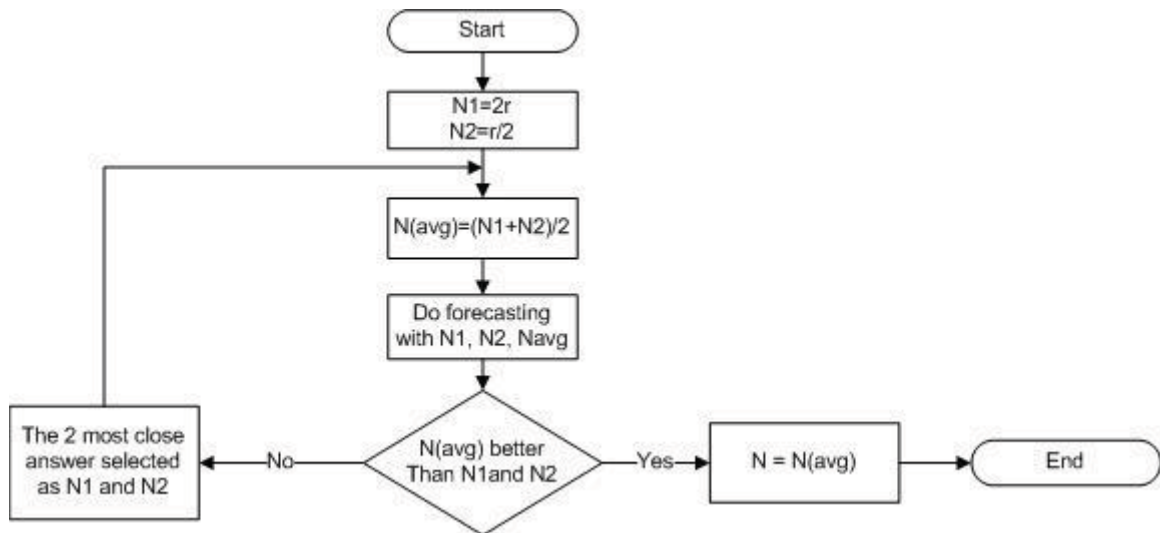 Start
N1=2r
N2=r/2
N(avg)=(N1+N2)/2
Do forecasting
with N1, N2, Navg
N(avg) better
Than N1and N2
No
The 2 most close
answer selected
as N1 and N2
Yes
N = N(avg)
End